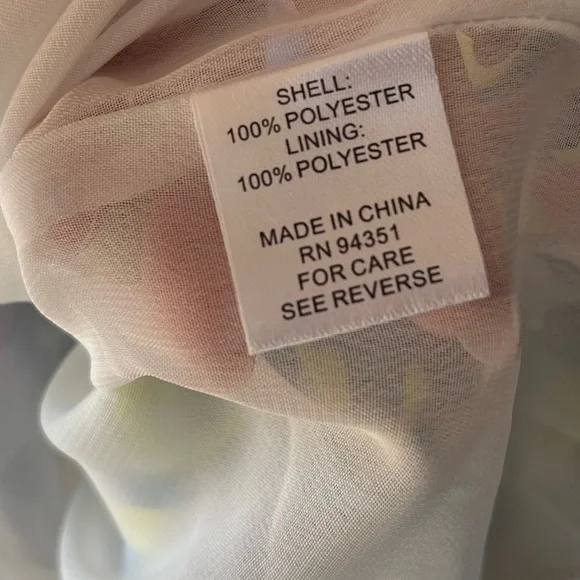 SHELL:
100% POLYESTER
LINING:
100% POLYESTER
MADE IN CHINA
RN 94351
FOR CARE
SEE REVERSE